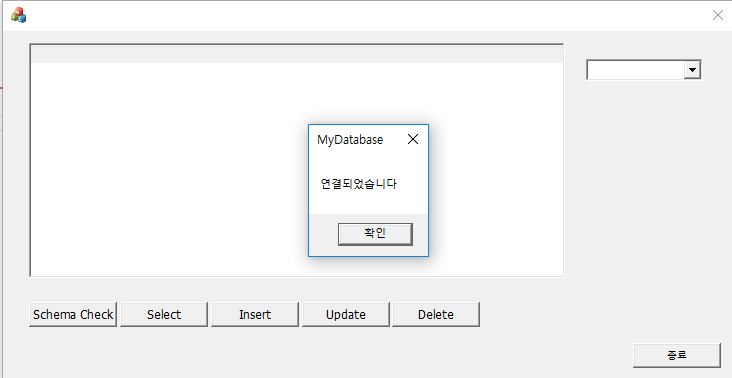 MyDatabase
연결되었습니다
확인
Schema Check
Select
Insert
Update
Delete
종료